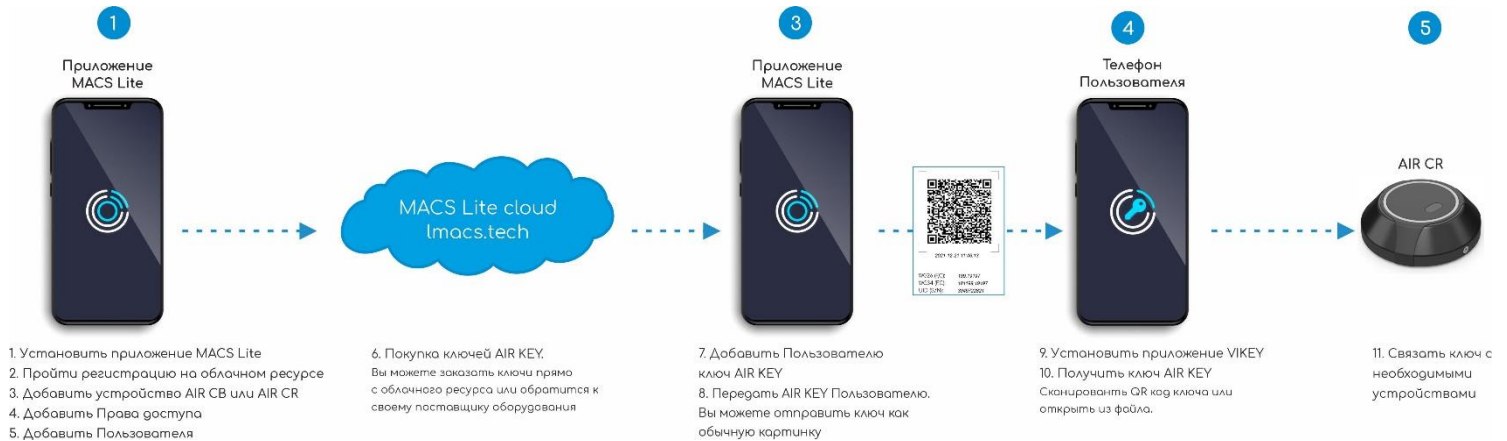 1
Приложение
MACS Lite
1. Установить приложение MACS Lite
2. Пройти регистрацию на облачном ресурсе
3. Добавить устройство AIR CB или AIR CR
4. Добавить Права доступа
5. Добавить Пользователя
MACS Lite cloud
lmacs.tech
6. Покупка ключей AIR KEY.
Вы можете заказать ключи прямо
с облачного ресурса или обратится к
своему поставщику оборудования
3
Приложение
MACS Lite
7. Добавить Пользователю
ключ AIR KEY
8. Передать AIR KEY Пользователю.
Вы можете отправить ключ как
обычную картинку
4
Телефон
Пользователя
9. Установить приложение VIKEY
10. Получить ключ AIR KEY
Сканированть QR код ключа или
открыть из файла.
5
AIR CR
11. Связать ключ с
необходимыми
устройствами